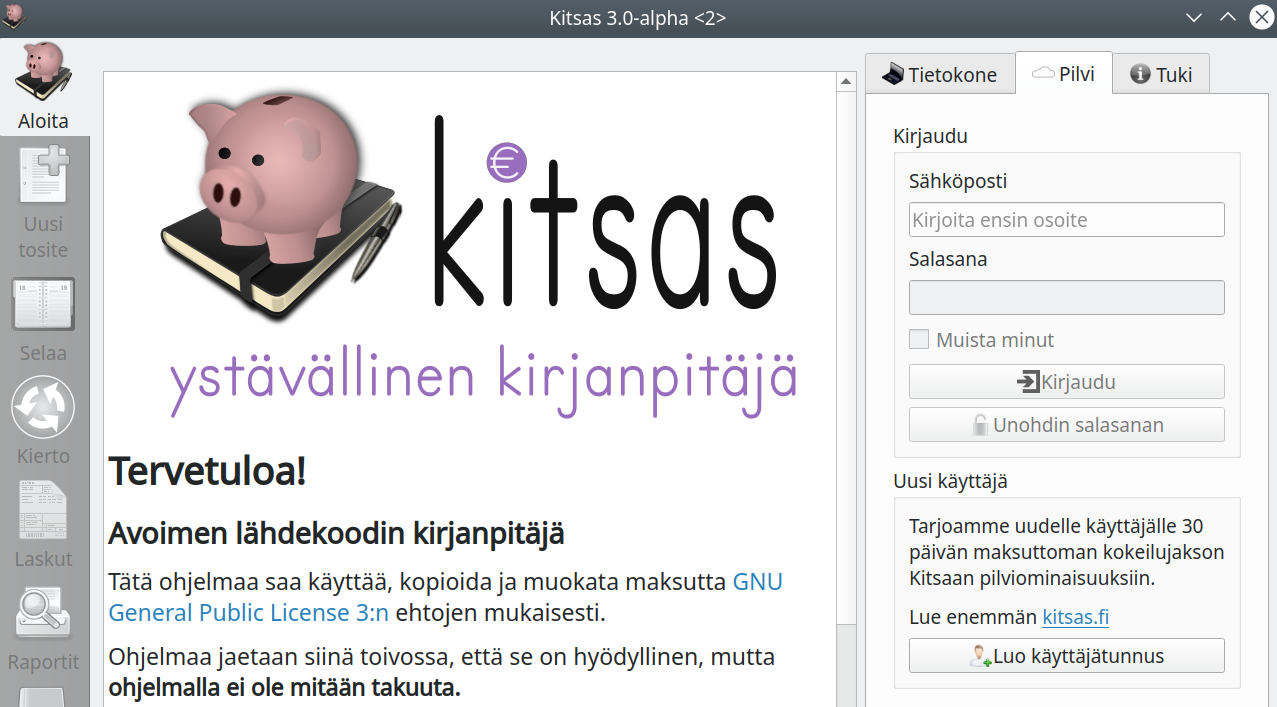 Kitsas 3.0-alpha <2>
Aloita
Uusi
tosite
Selaa
Kierto
Laskut
Raportit
€
kitsas
ystävällinen kirjanpitäjä
Tervetuloa!
Avoimen lähdekoodin kirjanpitäjä
Tätä ohjelmaa saa käyttää, kopioida ja muokata maksutta GNU
General Public License 3:n ehtojen mukaisesti.
Ohjelmaa jaetaan siinä toivossa, että se on hyödyllinen, mutta
ohjelmalla ei ole mitään takuuta.
Tietokone
Pilvi
Tuki
Kirjaudu
Sähköposti
Kirjoita ensin osoite
Salasana
Muista minut
Kirjaudu
Unohdin salasanan
Uusi käyttäjä
Tarjoamme uudelle käyttäjälle 30
päivän maksuttoman kokeilujakson
Kitsaan pilviominaisuuksiin.
Lue enemmän kitsas.fi
Luo käyttäjätunnus